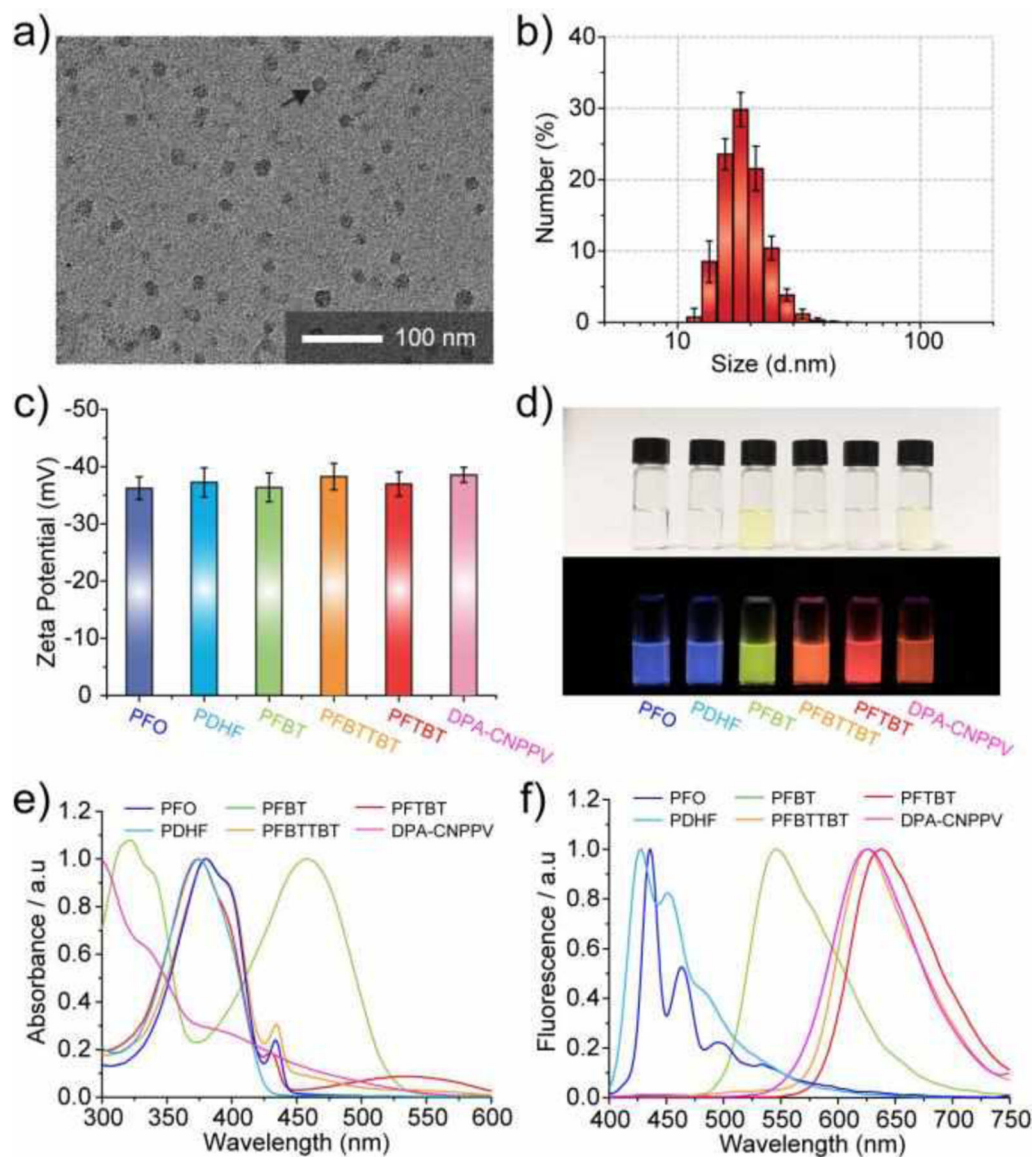 a)
100 nm
b)
40
30
20
10
0
Number (%)
10
100
Size (d.nm)
c)
-50
-40
-30
-20
-10
0
Zeta Potential (mV)
PFO
PDHF
PFBT
PFBTTBT
PFTBT
DPA-CNPPV
d)
PFO
PDHF
PFBT
PFBTTBT
PFTBT
DPA-CNPPV
e)
PFO PFBT PFTBT
PDHF PFBTTBT DPA-CNPPV
1.2
1.0
0.8
0.6
0.4
0.2
0.0
Absorbance / a.u
300 350 400 450 500 550 600
Wavelength (nm)
f)
PFO PFBT PFTBT
PDHF PFBTTBT DPA-CNPPV
1.2
1.0
0.8
0.6
0.4
0.2
0.0
Fluorescence / a.u
400 450 500 550 600 650 700 750
Wavelength (nm)